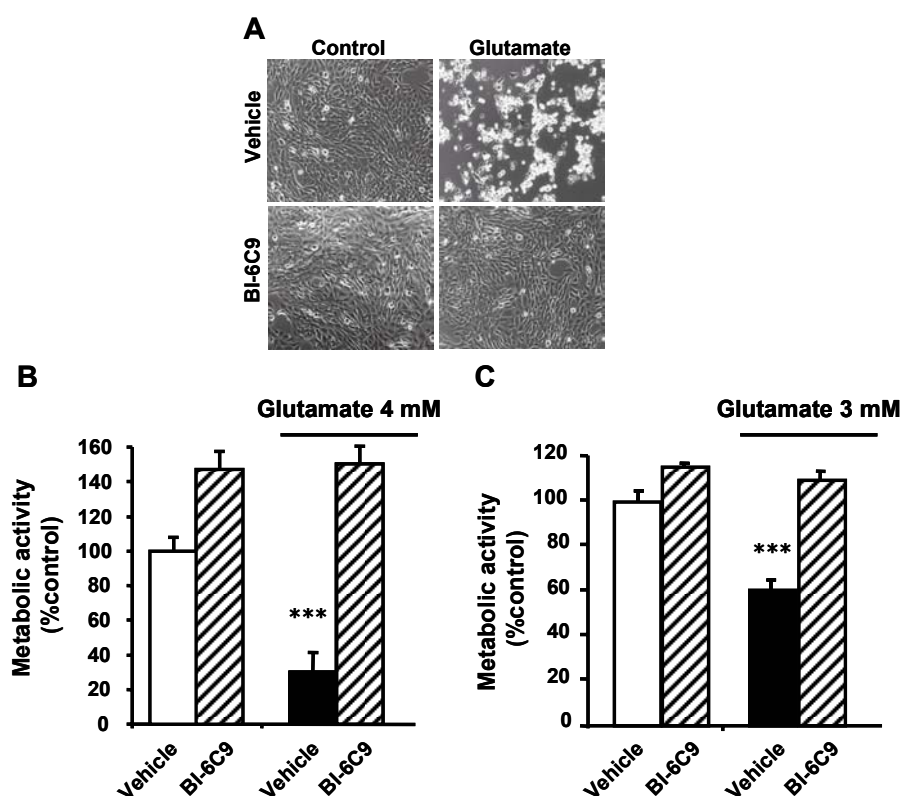 A
Control Glutamate
Vehicle
BI-6C9
B
Glutamate 4 mM
Metabolic activity
(%control)
160
140
120
100
80
60
40
20
0
***
Vehicle BI-6C9 Vehicle BI-6C9
C
Glutamate 3 mM
Metabolic activity
(%control)
120
100
80
60
40
20
0
***
Vehicle BI-6C9 Vehicle BI-6C9